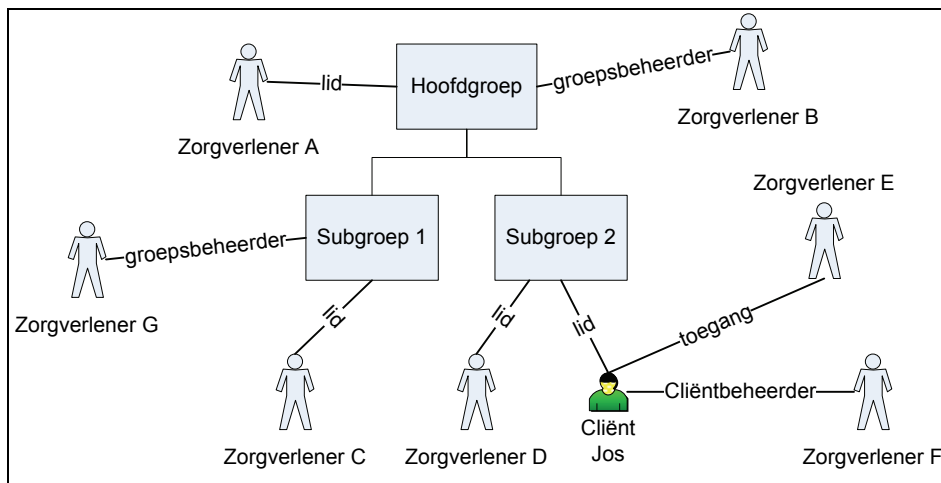 lid
Hoofdgroep
groepsbeheerder
Zorgverlener A
Zorgverlener B
Zorgverlener E
groepsbeheerder
Subgroep 1
Subgroep 2
Zorgverlener G
lid
lid
lid
toegang
Cliëntbeheerder
Zorgverlener C
Zorgverlener D
Cliënt
Jos
Zorgverlener F